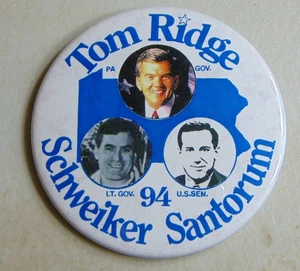 Tom Ridge
PA GOV.
LT. GOV. 94 U.S.SEN.
Schweiker Santorum